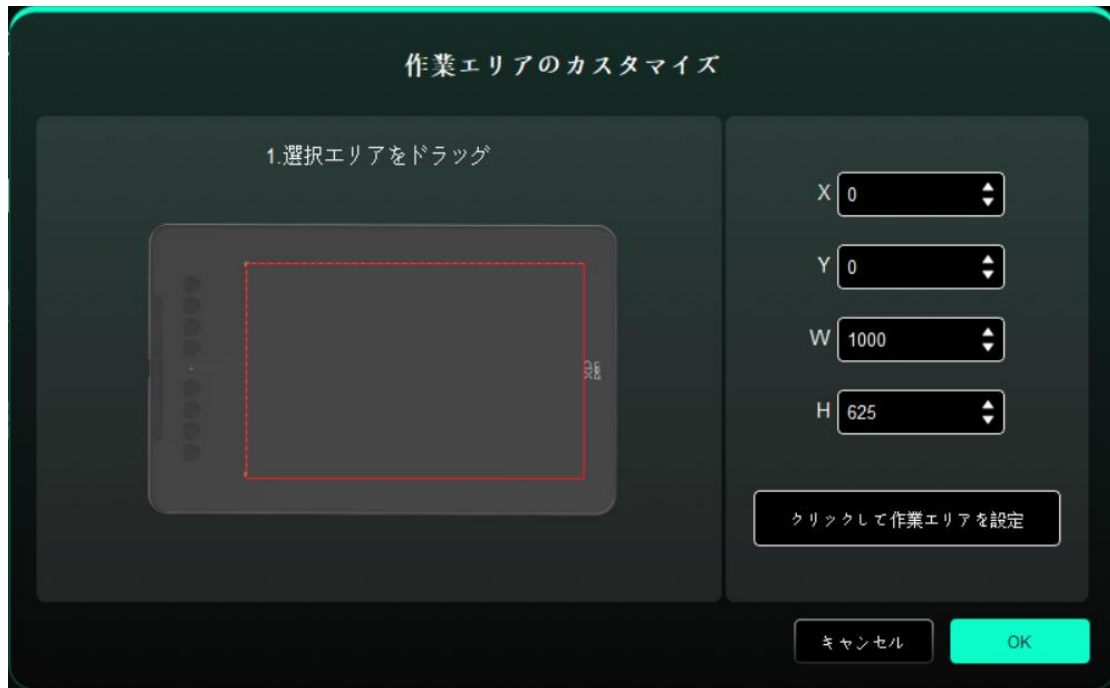 作業エリアのカスタマイズ
1.選択エリアをドラッグ
X 0
Y 0
W 1000
H 625
クリックして作業エリアを設定
キャンセル
OK